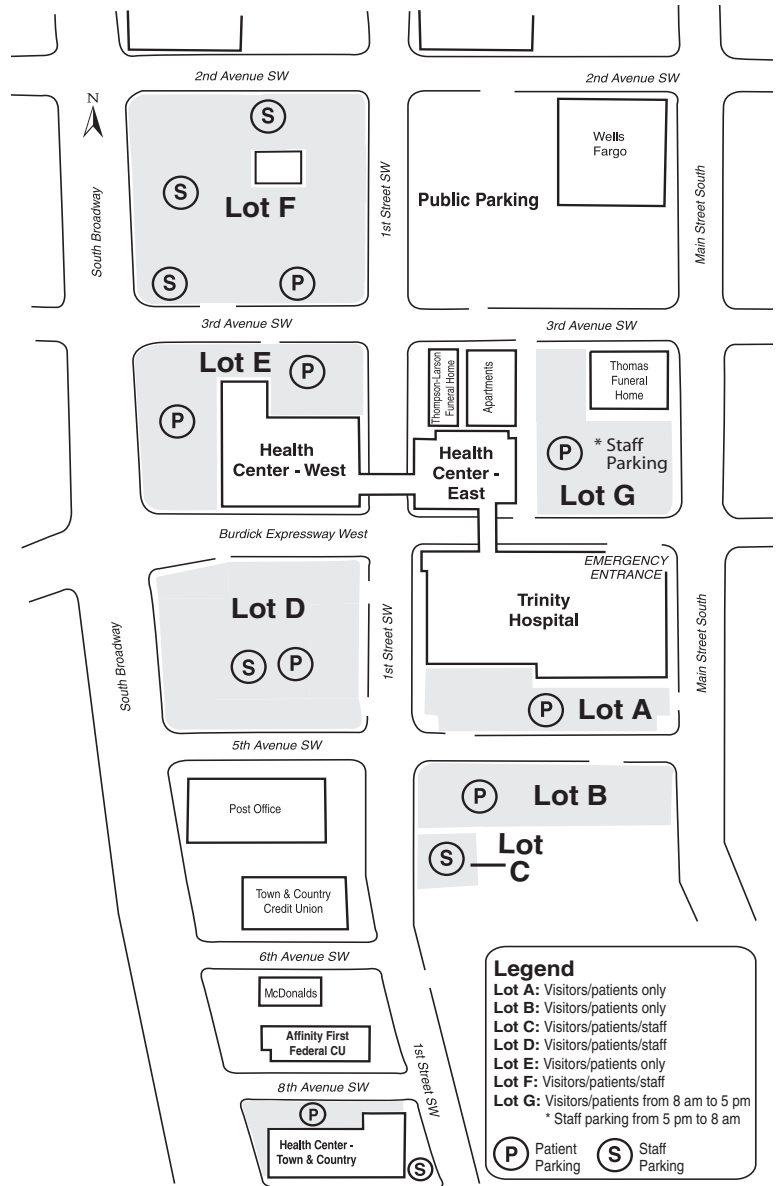 2nd Avenue SW
2nd Avenue SW
N
S
Wells
Fargo
S
Lot F
Public Parking
South Broadway
1st Street SW
Main Street South
S
P
3rd Avenue SW
3rd Avenue SW
Lot E
P
Thompson-Larson
Funeral Home
Apartments
Thomas
Funeral
Home
P
Health
Center - West
Health
Center -
East
P
* Staff
Parking
Lot G
Burdick Expressway West
EMERGENCY
ENTRANCE
Lot D
Trinity
Hospital
S
P
South Broadway
1st Street SW
Main Street South
P
Lot A
5th Avenue SW
Post Office
P
Lot B
S
Lot
C
Town & Country
Credit Union
6th Avenue SW
McDonalds
Affinity First
Federal CU
1st Street SW
8th Avenue SW
P
Health Center -
Town & Country
S
Legend
Lot A: Visitors/patients only
Lot B: Visitors/patients only
Lot C: Visitors/patients/staff
Lot D: Visitors/patients/staff
Lot E: Visitors/patients only
Lot F: Visitors/patients/staff
Lot G: Visitors/patients from 8 am to 5 pm
* Staff parking from 5 pm to 8 am
P Patient
Parking
S Staff
Parking